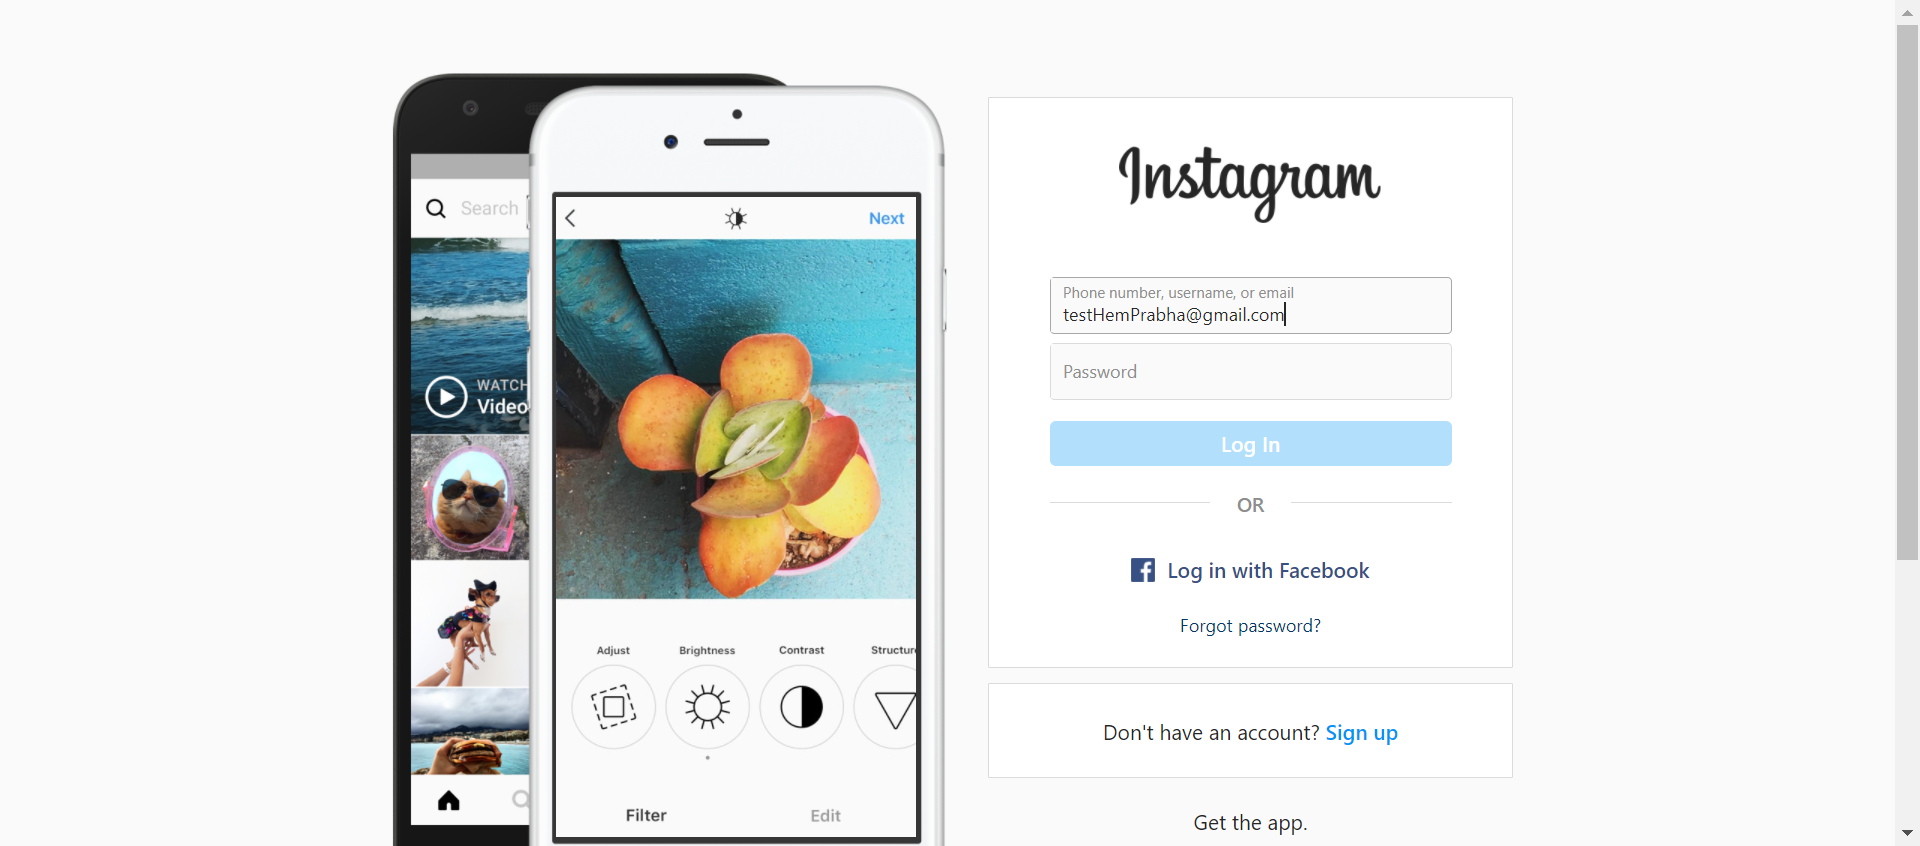 Search
WATCH
Video
Next
Adjust
Brightness
Contrast
Structure
Filter
Edit
Instagram
Phone number, username, or email
testHemPrabha@gmail.com
Password
Log In
OR
Log in with Facebook
Forgot password?
Don't have an account? Sign up
Get the app.